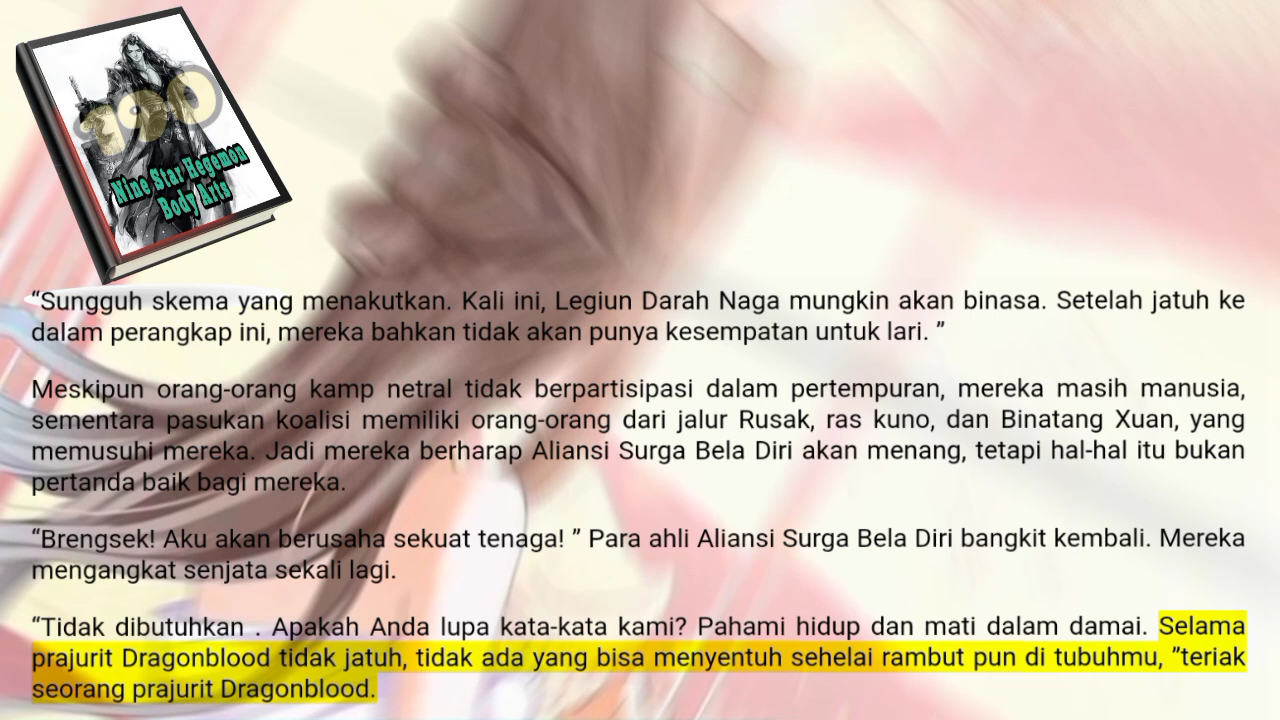 190
Nine Star Hegemon
Body Arts
“Sungguh skema yang menakutkan. Kali ini, Legiun Darah Naga mungkin akan binasa. Setelah jatuh ke
dalam perangkap ini, mereka bahkan tidak akan punya kesempatan untuk lari. ”
Meskipun orang-orang kamp netral tidak berpartisipasi dalam pertempuran, mereka masih manusia,
sementara pasukan koalisi memiliki orang-orang dari jalur Rusak, ras kuno, dan Binatang Xuan, yang
memusuhi mereka. Jadi mereka berharap Aliansi Surga Bela Diri akan menang, tetapi hal-hal itu bukan
pertanda baik bagi mereka.
“Brengsek! Aku akan berusaha sekuat tenaga! ” Para ahli Aliansi Surga Bela Diri bangkit kembali. Mereka
mengangkat senjata sekali lagi.
“Tidak dibutuhkan . Apakah Anda lupa kata-kata kami? Pahami hidup dan mati dalam damai. Selama
prajurit Dragonblood tidak jatuh, tidak ada yang bisa menyentuh sehelai rambut pun di tubuhmu, ”teriak
seorang prajurit Dragonblood.